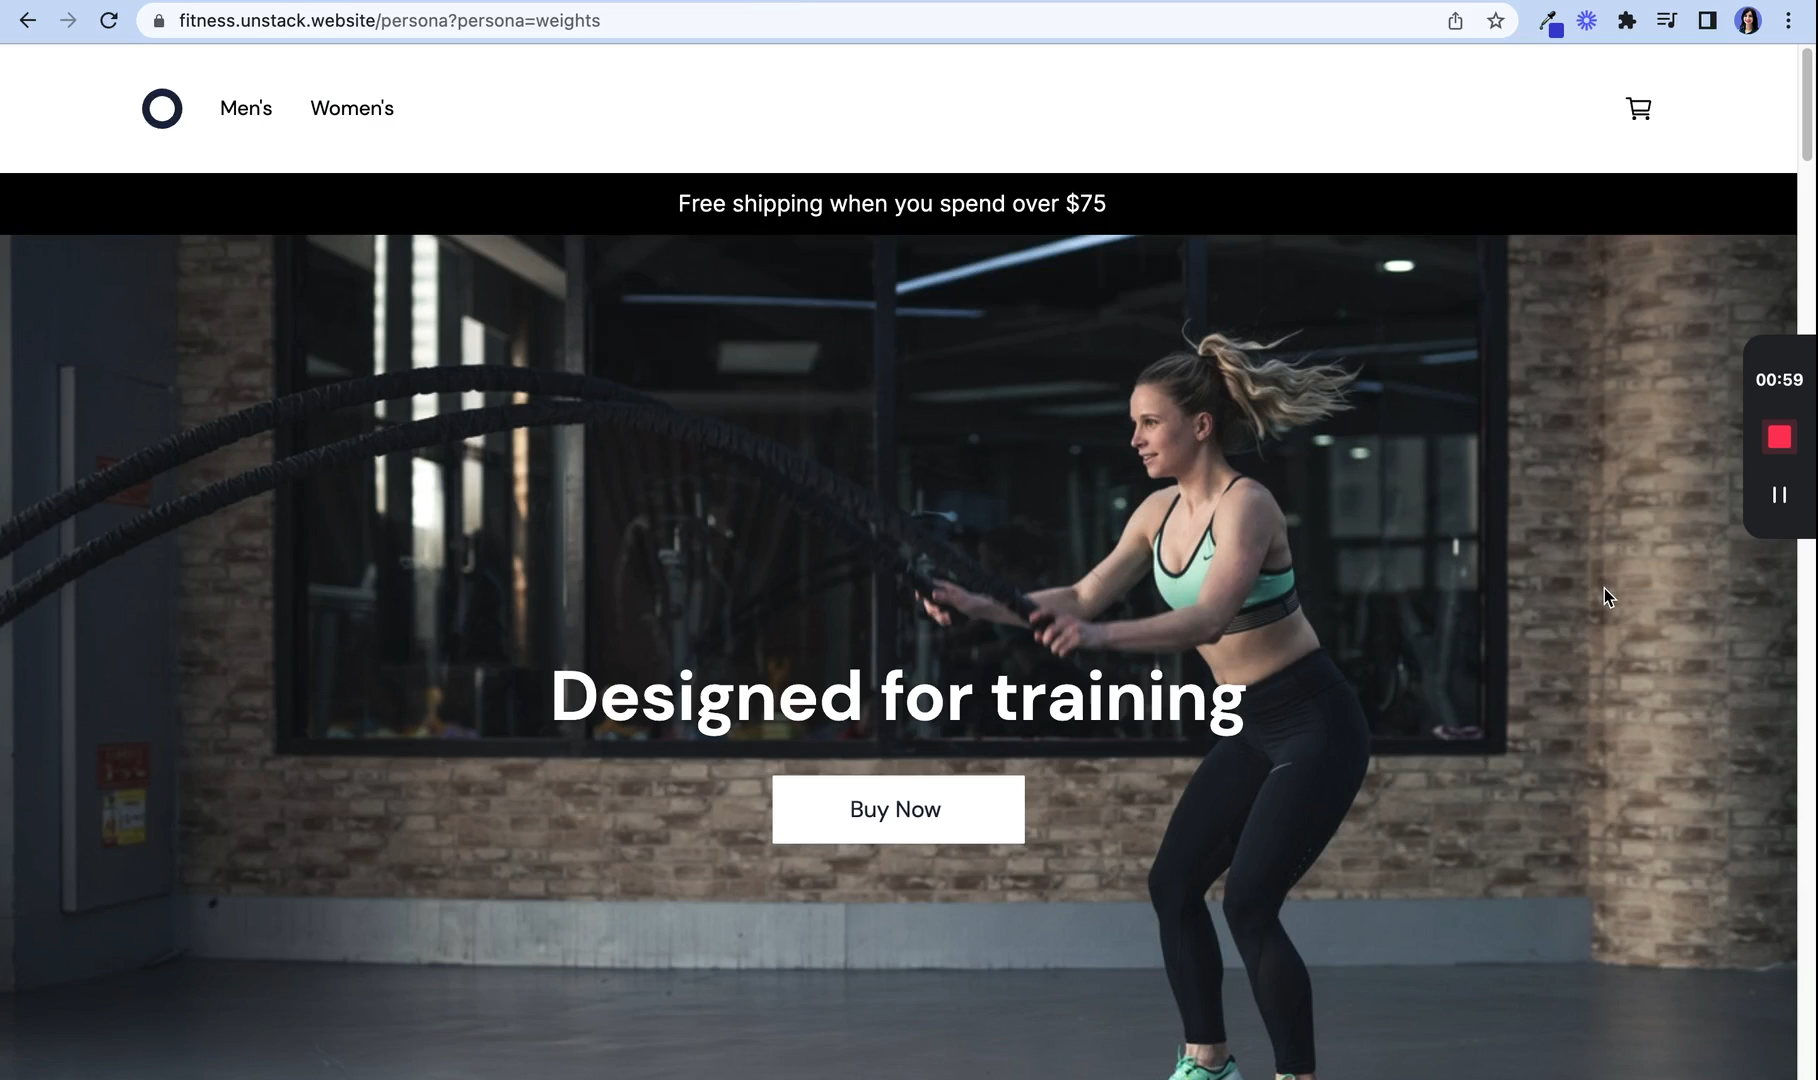 fitness.unstack.website/persona?persona=weights
Men's
Women's
Free shipping when you spend over $75
00:59
Designed for training
Buy Now